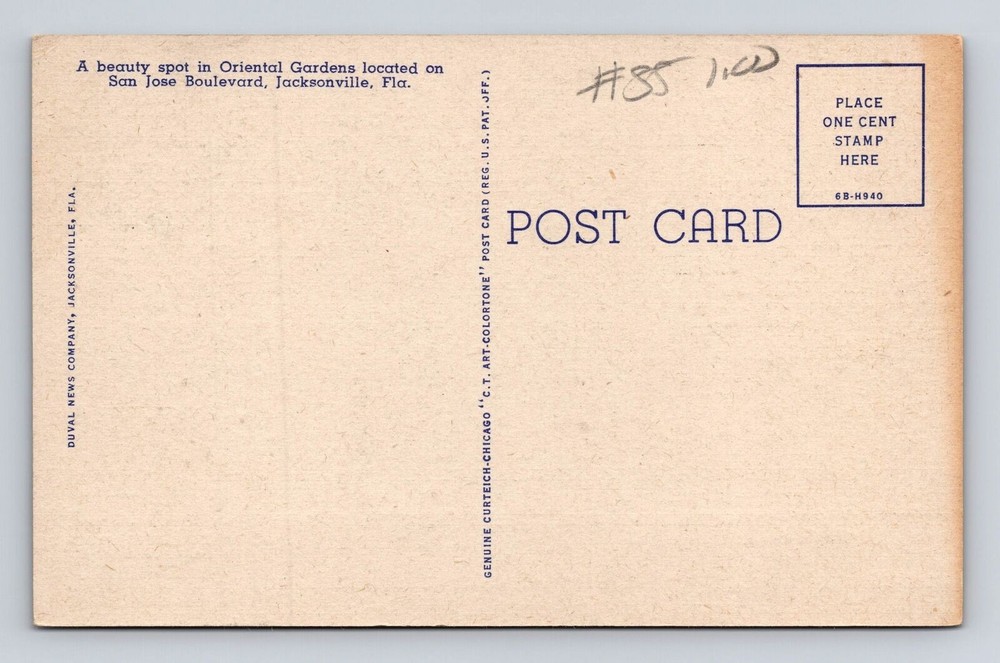 A beauty spot in Oriental Gardens located on
San Jose Boulevard, Jacksonville, Fla.
DUVAL NEWS COMPANY, JACKSONVILLE, FLA.
GENUINE CURTEICH-CHICAGO "C.T. ART-COLORTONE" POST CARD (REG. U.S. PAT. OFF.)
#85 1.00
POST CARD
PLACE
ONE CENT
STAMP
HERE
6B-H940